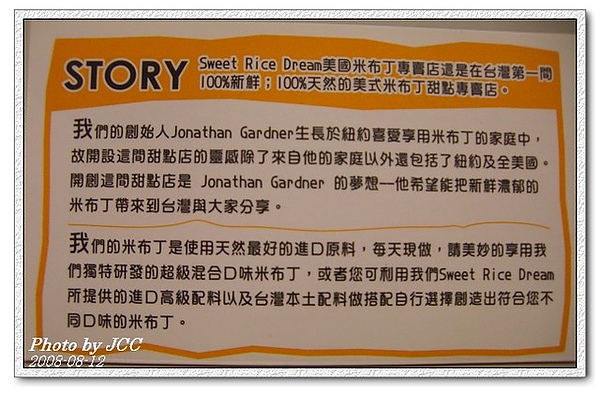 STORY
Sweet Rice Dream美國米布丁專賣店這是在台灣第一間
100%新鮮；100%天然的美式米布丁甜點專賣店。
我們的創始人Jonathan Gardner生長於紐約喜愛享用米布丁的家庭中，
故開設這間甜點店的靈感除了來自他的家庭以外還包括了紐約及全美國。
開創這間甜點店是 Jonathan Gardner 的夢想--他希望能把新鮮濃郁的
米布丁帶來到台灣與大家分享。
我們的米布丁是使用天然最好的進口原料，每天現做，請美妙的享用我
們獨特研發的超級混合口味米布丁，或者您可利用我們Sweet Rice Dream
所提供的進口高級配料以及台灣本土配料做搭配自行選擇創造出符合您不
同口味的米布丁。
Photo by JCC
2008-08-12